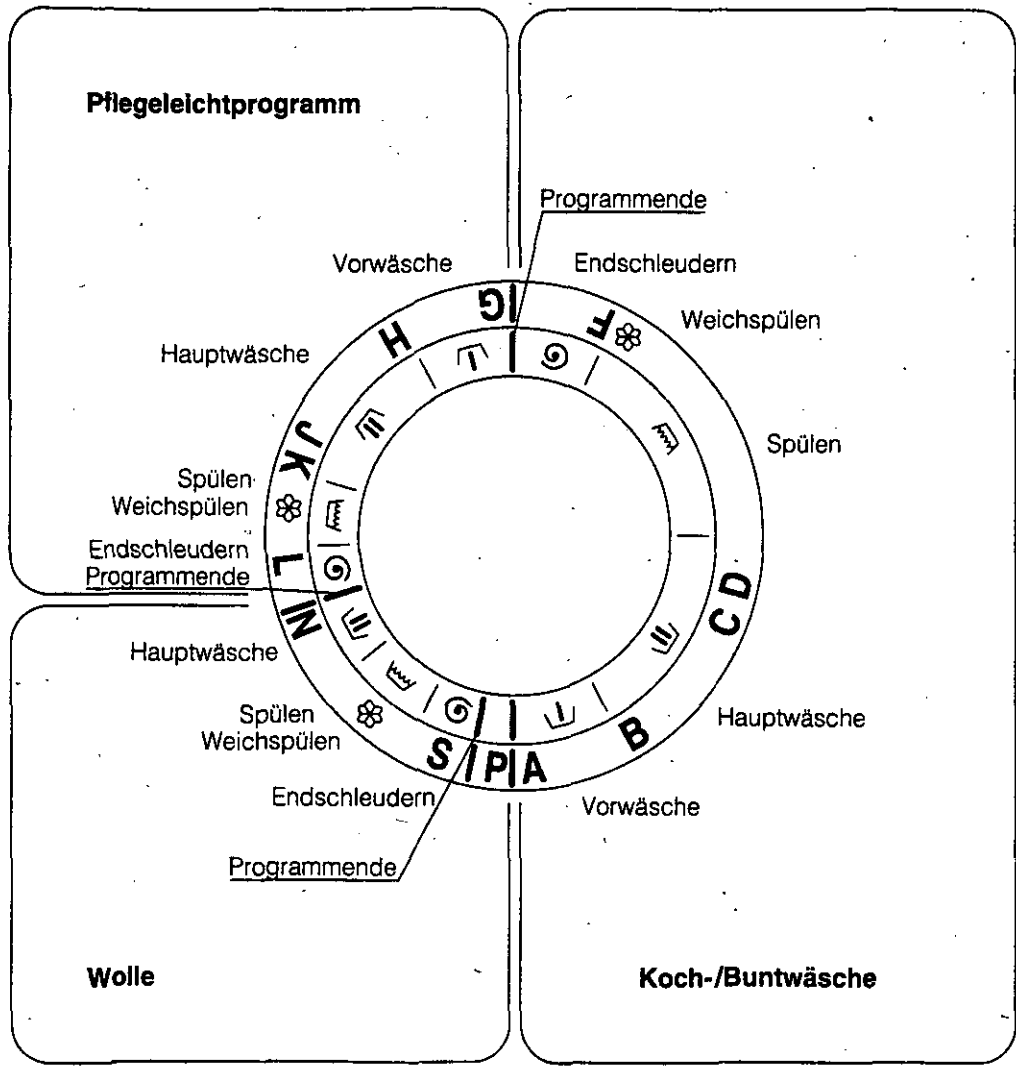 Pflegeleichtprogramm
Programmende
Vorwäsche
Endschleudern
Weichspülen
Hauptwäsche
Spülen
Spülen
Weichspülen
Endschleudern
Programmende
Hauptwäsche
Spülen
Weichspülen
Hauptwäsche
Endschleudern
Vorwäsche
Programmende
Wolle
Koch-/Buntwäsche
G
F
H
J
K
L
N
S
P
A
B
C
D